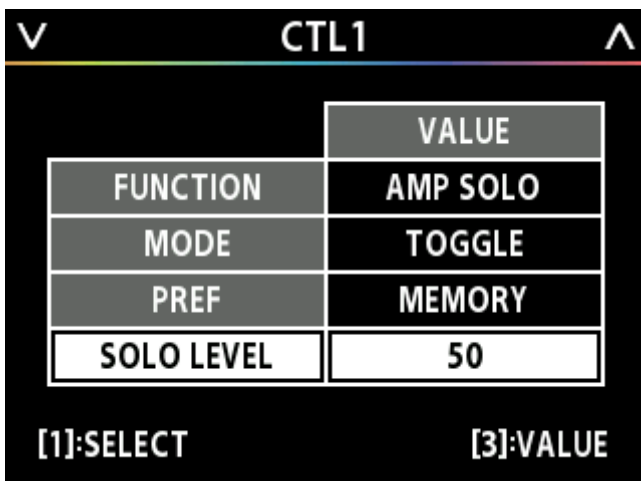 CTL1
VALUE
FUNCTION AMP SOLO
MODE TOGGLE
PREF MEMORY
SOLO LEVEL 50
[1]:SELECT [3]:VALUE